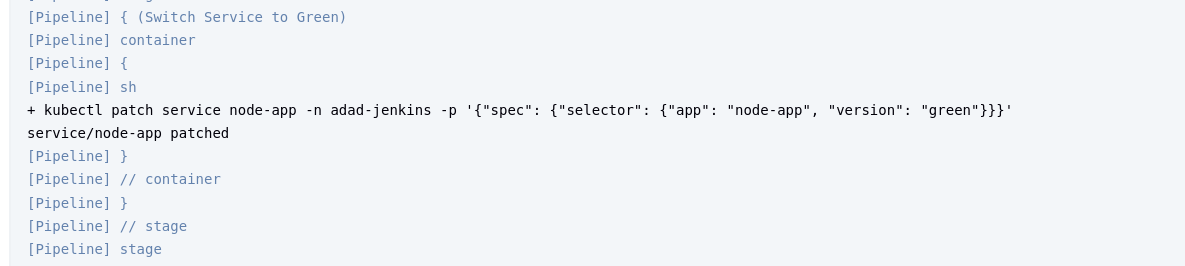 [Pipeline] { (Switch Service to Green)
[Pipeline] container
[Pipeline] {
[Pipeline] sh
+ kubectl patch service node-app -n adad-jenkins -p '{"spec": {"selector": {"app": "node-app", "version": "green"}}}'
service/node-app patched
[Pipeline] }
[Pipeline] // container
[Pipeline] }
[Pipeline] // stage
[Pipeline] stage